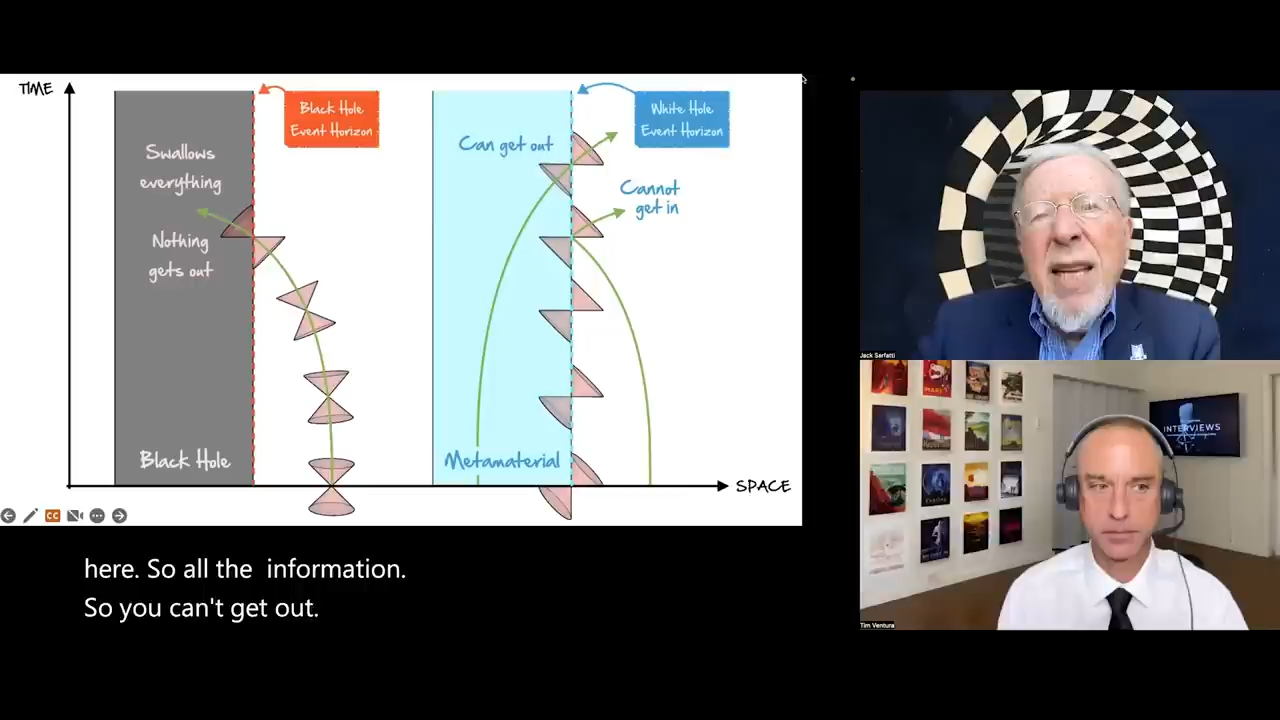 TIME
Black Hole
Event Horizon
White Hole
Event Horizon
Swallows
everything
Can get out
Cannot
get in
Nothing
gets out
Black Hole
Metamaterial
SPACE
CC
here. So all the  information.
So you can't get out.
Jack Sarfatti
INTERVIEWS
Tim Ventura